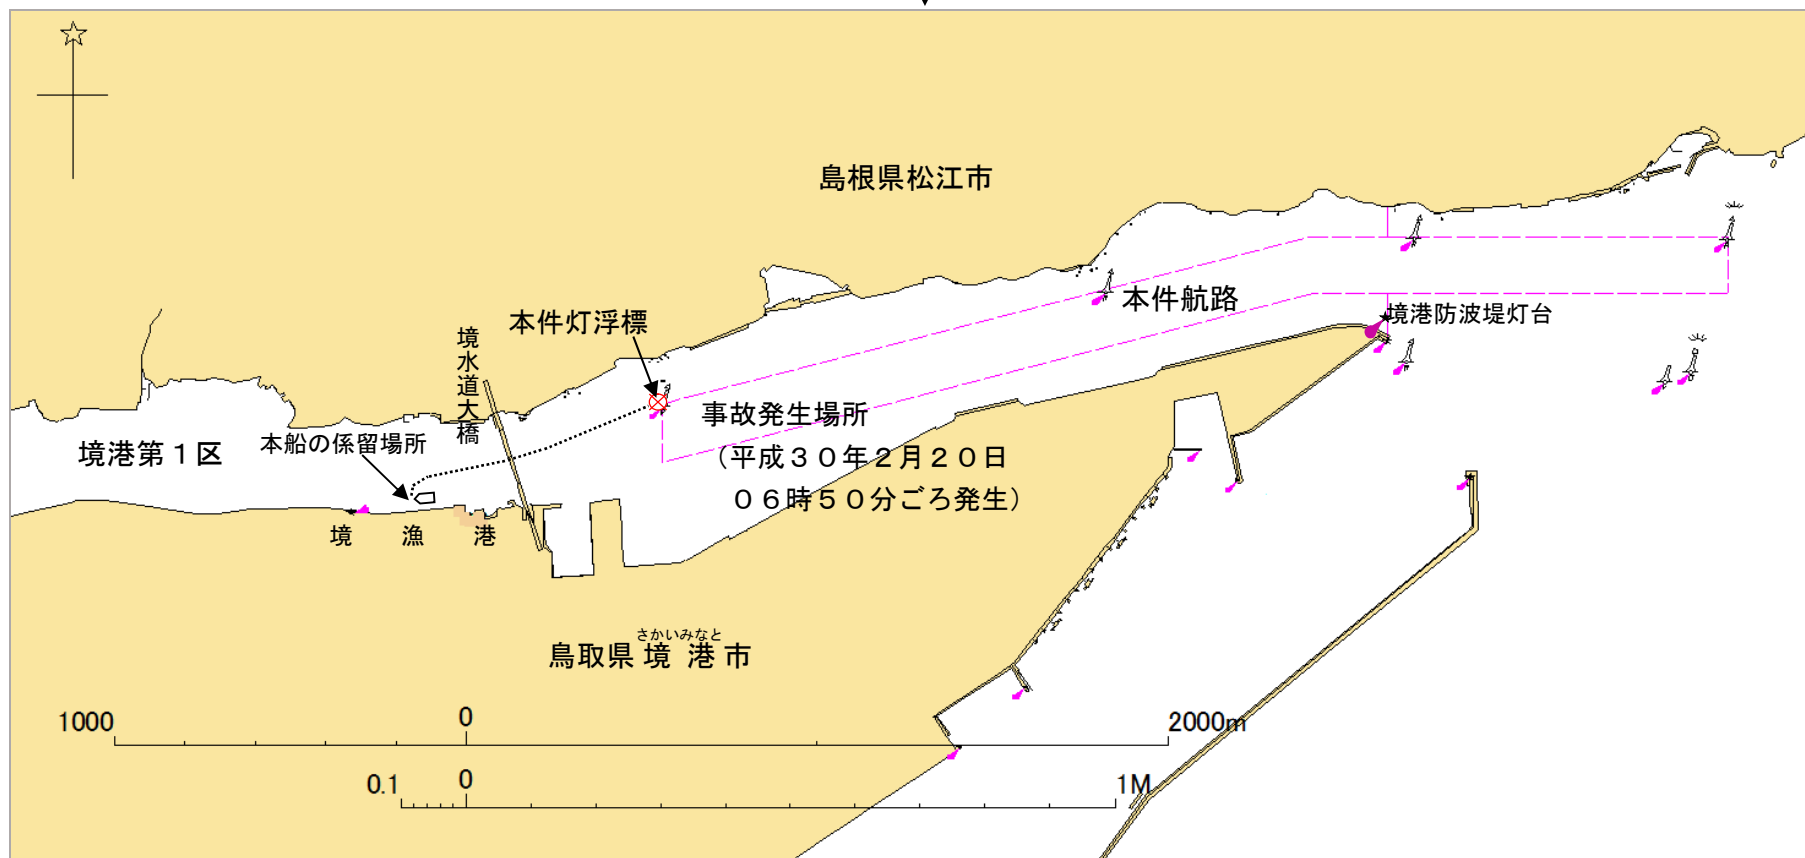 島根県松江市
本件航路
境港防波堤灯台
本件灯浮標
境水道大橋
事故発生場所
（平成３０年２月２０日
０６時５０分ごろ発生）
本船の係留場所
境港第１区
境漁港
さかいみなと
鳥取県境港市
1000 0 2000m
0.1 0 1M